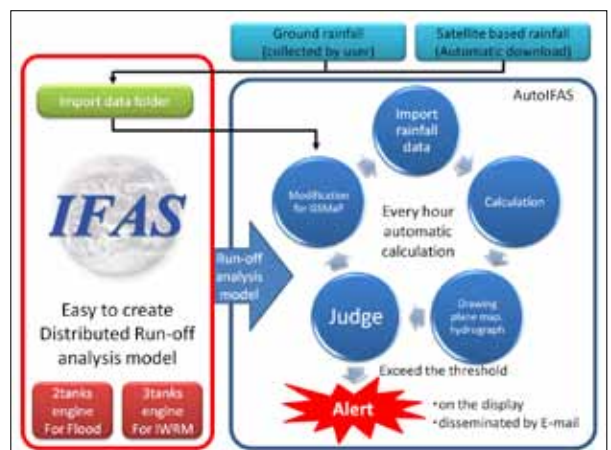 Ground rainfall
(collected by user)
Satellite based rainfall
(Automatic download)
Import data folder
AutoIFAS
Import
rainfall
data
Modification
for GSMaP
Calculation
Every hour
automatic
calculation
IFAS
Run-off
analysis
model
Easy to create
Distributed Run-off
analysis model
Judge
Drawing
plane map,
hydrograph
Exceed the threshold
2tanks
engine
For Flood
3tanks
engine
For IWRM
Alert
・on the display
・disseminated by E-mail